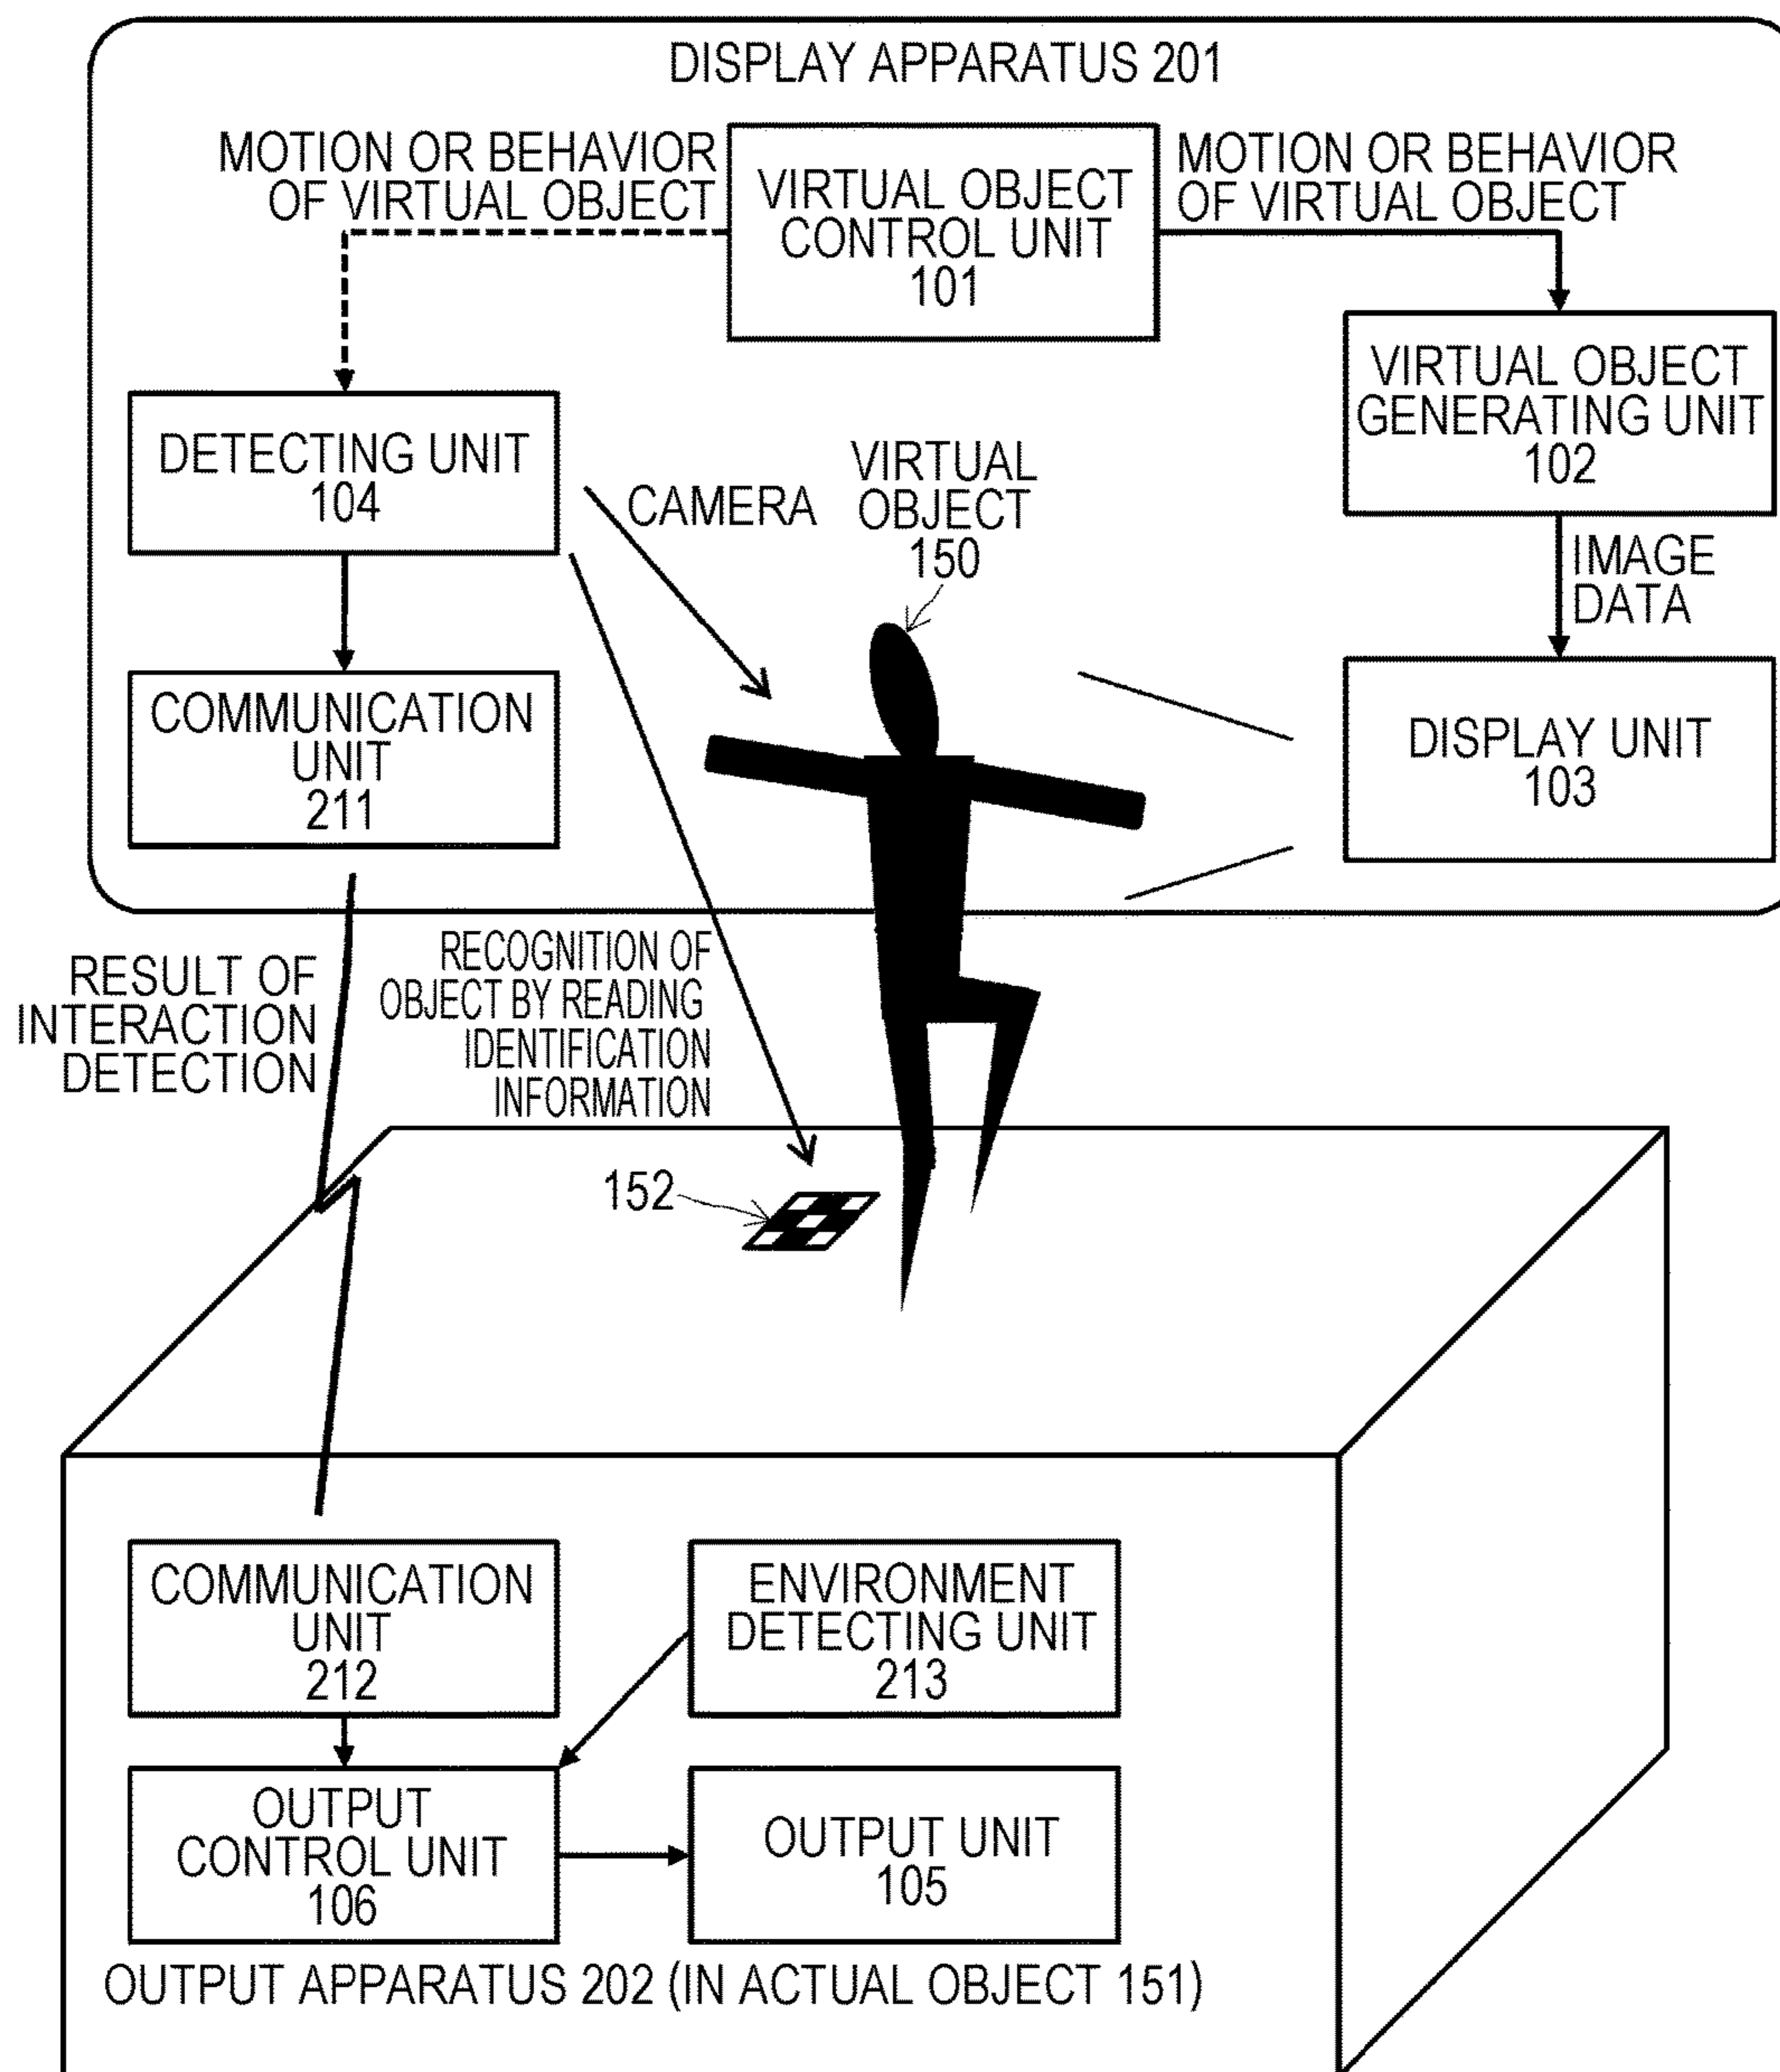 DISPLAY APPARATUS 201
MOTION OR BEHAVIOR
OF VIRTUAL OBJECT
VIRTUAL OBJECT
CONTROL UNIT
101
MOTION OR BEHAVIOR
OF VIRTUAL OBJECT
VIRTUAL OBJECT
GENERATING UNIT
102
DETECTING UNIT
104
CAMERA
VIRTUAL
OBJECT
150
IMAGE
DATA
COMMUNICATION
UNIT
211
DISPLAY UNIT
103
RESULT OF
INTERACTION
DETECTION
RECOGNITION OF
OBJECT BY READING
IDENTIFICATION
INFORMATION
152
COMMUNICATION
UNIT
212
ENVIRONMENT
DETECTING UNIT
213
OUTPUT
CONTROL UNIT
106
OUTPUT UNIT
105
OUTPUT APPARATUS 202 (IN ACTUAL OBJECT 151)